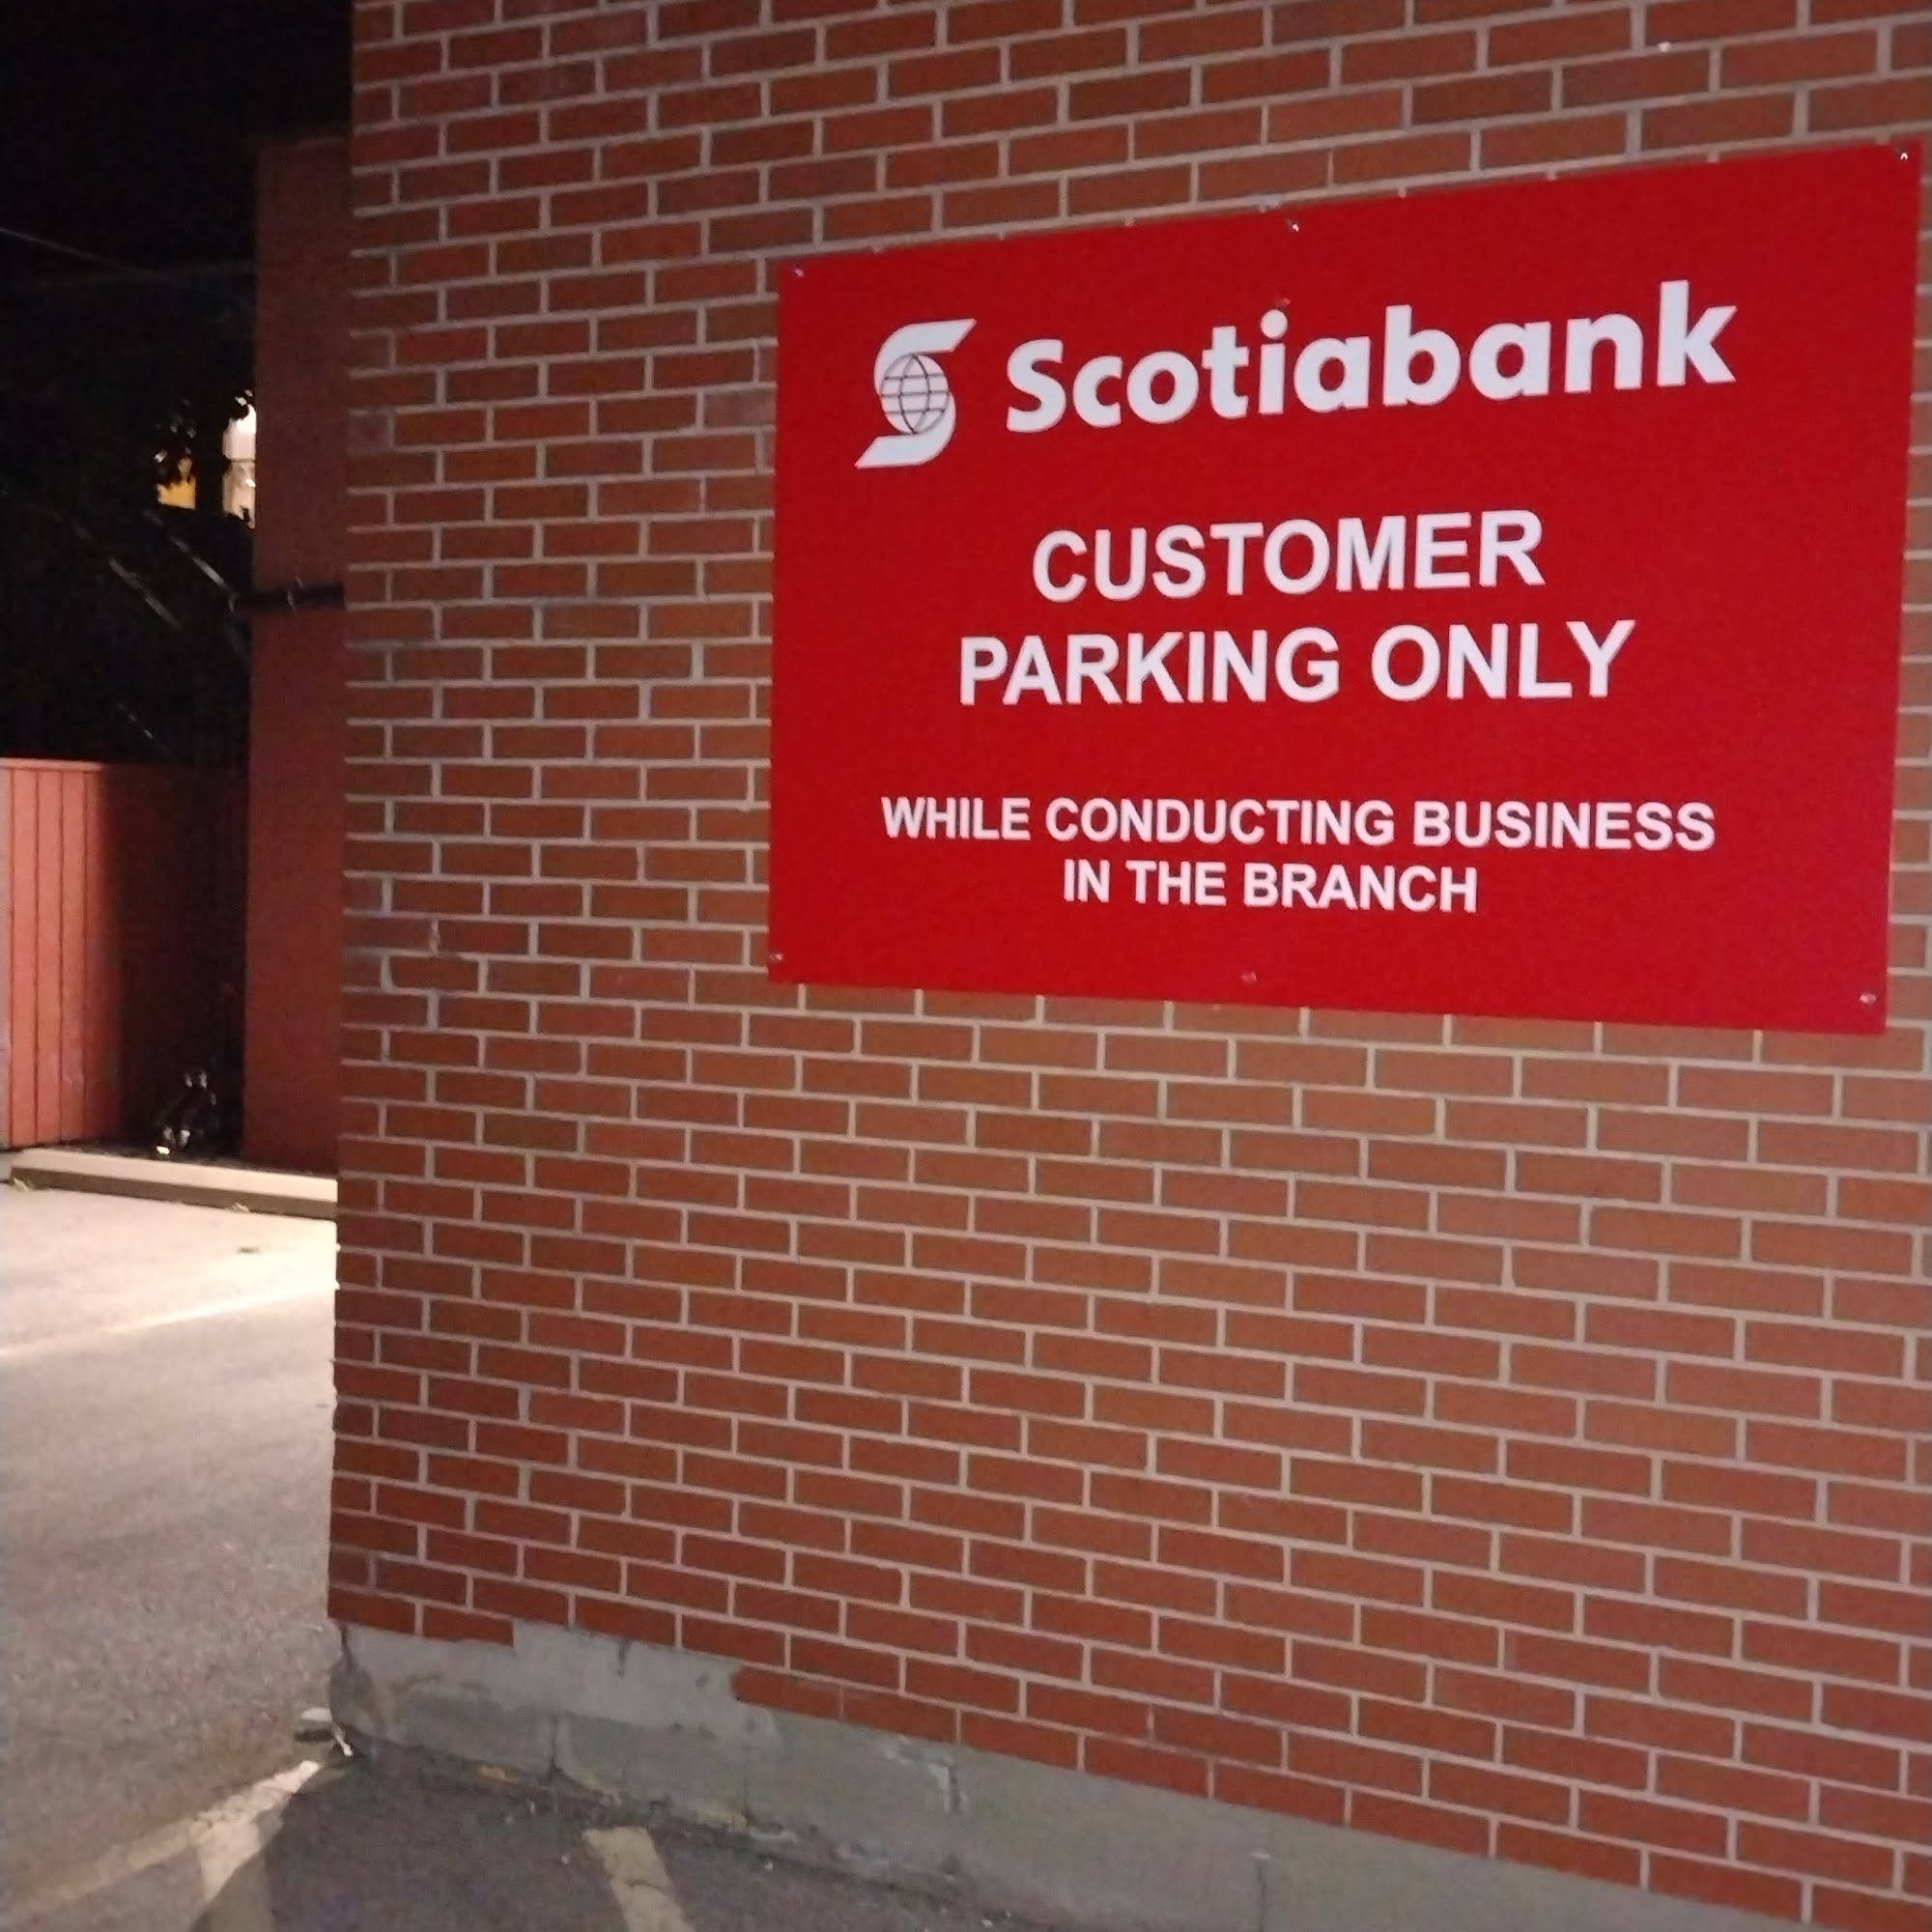 Scotiabank
CUSTOMER
PARKING ONLY
WHILE CONDUCTING BUSINESS
IN THE BRANCH